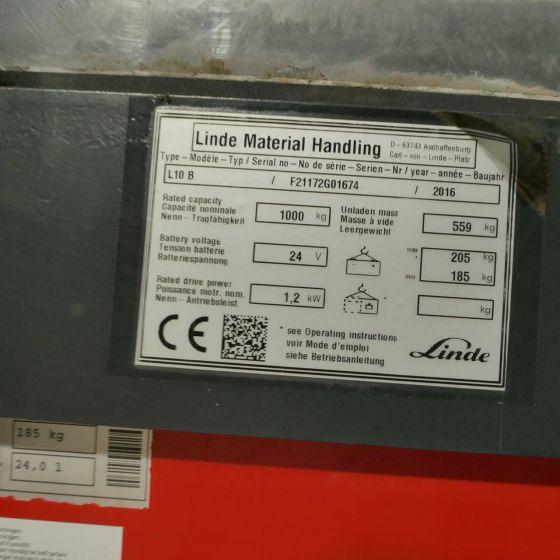 Linde Material Handling
D-63743 Aschaffenburg
Carl-von-Linde-Platz
Type-Modèle-Typ / Serial no-No de série-Serien-Nr / year-année-Baujahr
L10 B / F21172G01674 / 2016
Rated capacity
Capacité nominale
Nenn-Tragfähigkeit
1000 kg
Unladen mass
Masse à vide
Leergewicht
559 kg
Battery voltage
Tension batterie
Batteriespannung
24 V
max * 205 kg
min 185 kg
Rated drive power
Puissance motr. nom.
Nenn-Antriebsleist
1,2 kW
kg
CE
* see Operating instructions
voir Mode d'emploi
siehe Betriebsanleitung
Linde
185 kg
24,0 l